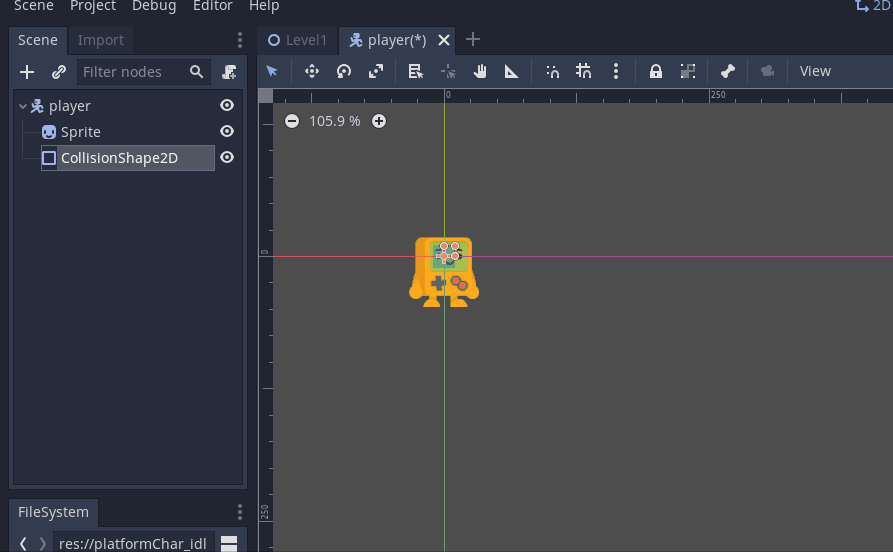 Scene Project Debug Editor Help 2D
Scene Import Level1 player(*)
Filter nodes View
player 0 250
105.9 %
Sprite
CollisionShape2D
0
FileSystem 250
res://platformChar_idl